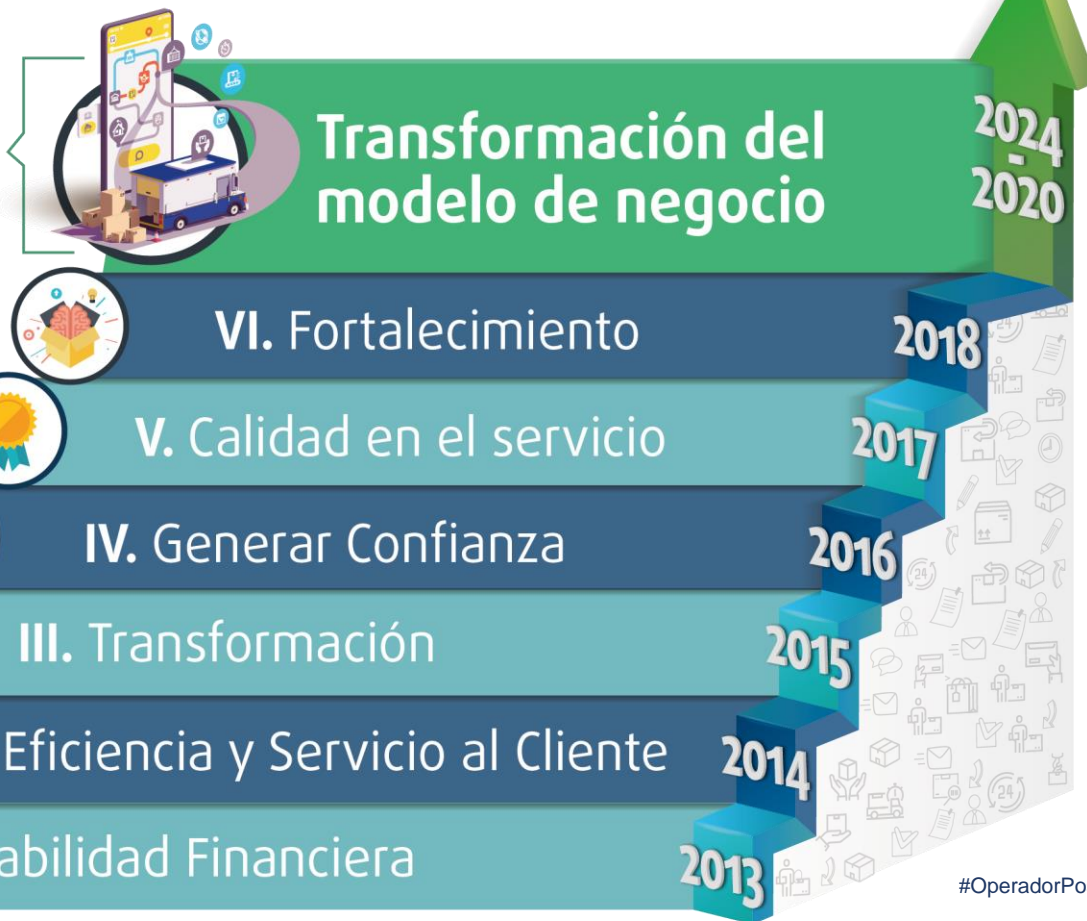 Transformación del
modelo de negocio
2024
-
2020
VI. Fortalecimiento
2018
V. Calidad en el servicio
2017
IV. Generar Confianza
2016
III. Transformación
2015
Eficiencia y Servicio al Cliente
2014
abilidad Financiera
2013
#OperadorPo